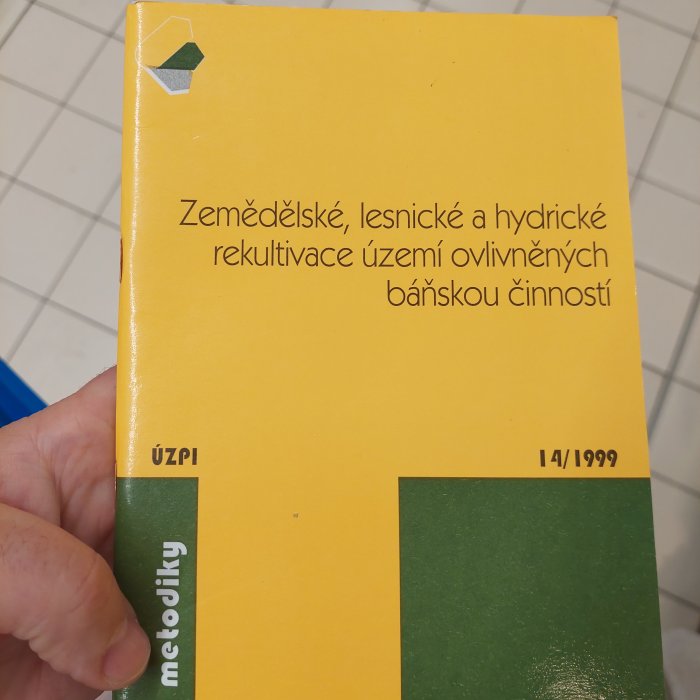 Zemědělské, lesnické a hydrické
rekultivace území ovlivněných
báňskou činností
ÚZPI
14/1999
metodiky